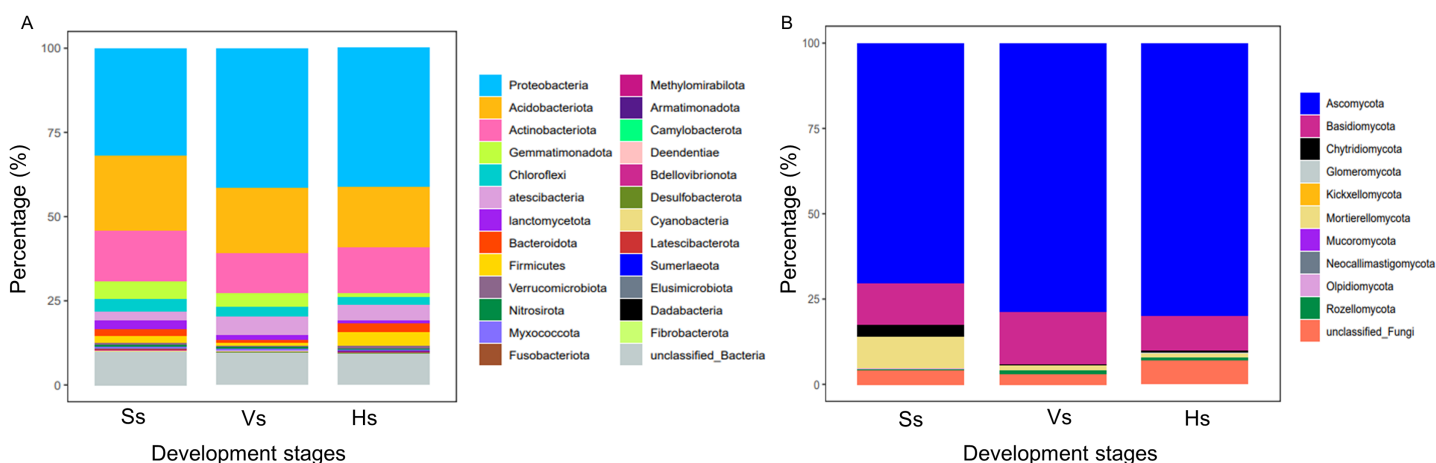 A
Percentage (%)
100
75
50
25
0
Ss
Vs
Hs
Development stages
Proteobacteria
Acidobacteriota
Actinobacteriota
Gemmatimonadota
Chloroflexi
atescibacteria
lanctomycetota
Bacteroidota
Firmicutes
Verrucomicrobiota
Nitrosirota
Myxococcota
Fusobacteriota
Methylomirabilota
Armatimonadota
Camylobacterota
Deendentiae
Bdellovibrionota
Desulfobacterota
Cyanobacteria
Latescibacterota
Sumerlaeota
Elusimicrobiota
Dadabacteria
Fibrobacterota
unclassified_Bacteria
B
Percentage (%)
100
75
50
25
0
Ss
Vs
Hs
Development stages
Ascomycota
Basidiomycota
Chytridiomycota
Glomeromycota
Kickxellomycota
Mortierellomycota
Mucoromycota
Neocallimastigomycota
Olpidiomycota
Rozellomycota
unclassified_Fungi